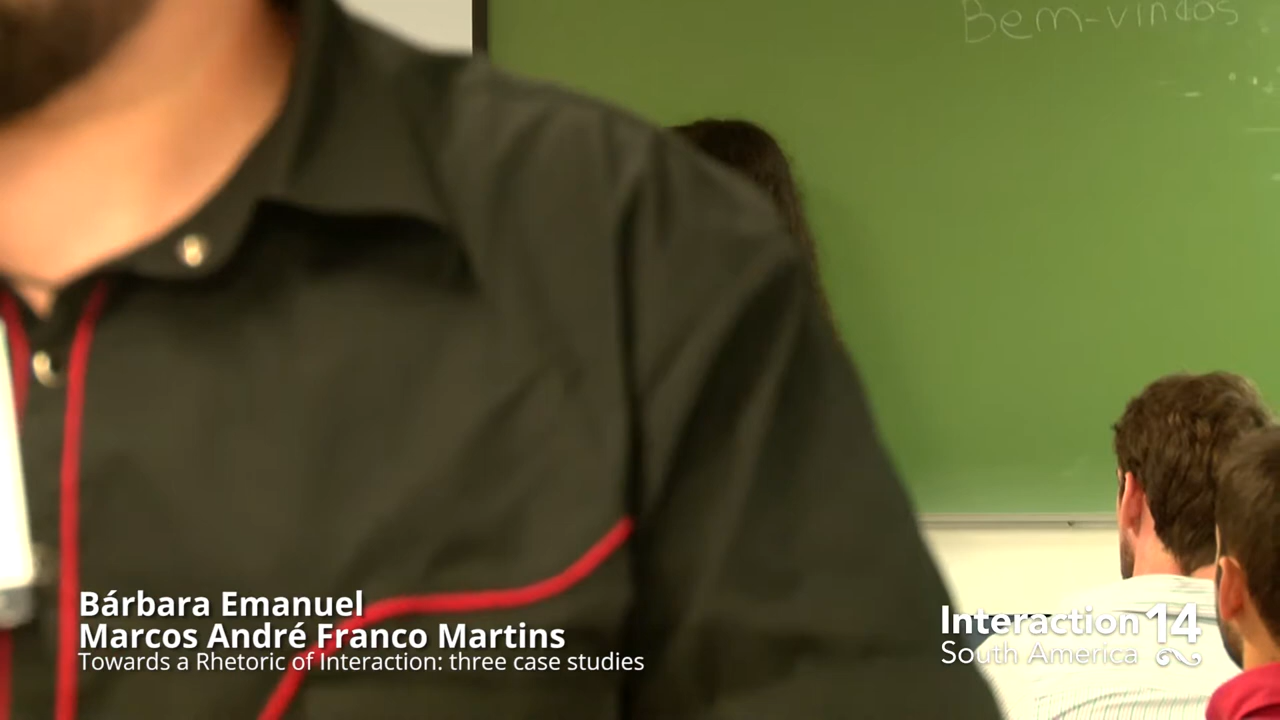 Bem-vindos
Bárbara Emanuel
Marcos André Franco Martins
Towards a Rhetoric of Interaction: three case studies
Interaction 14
South America